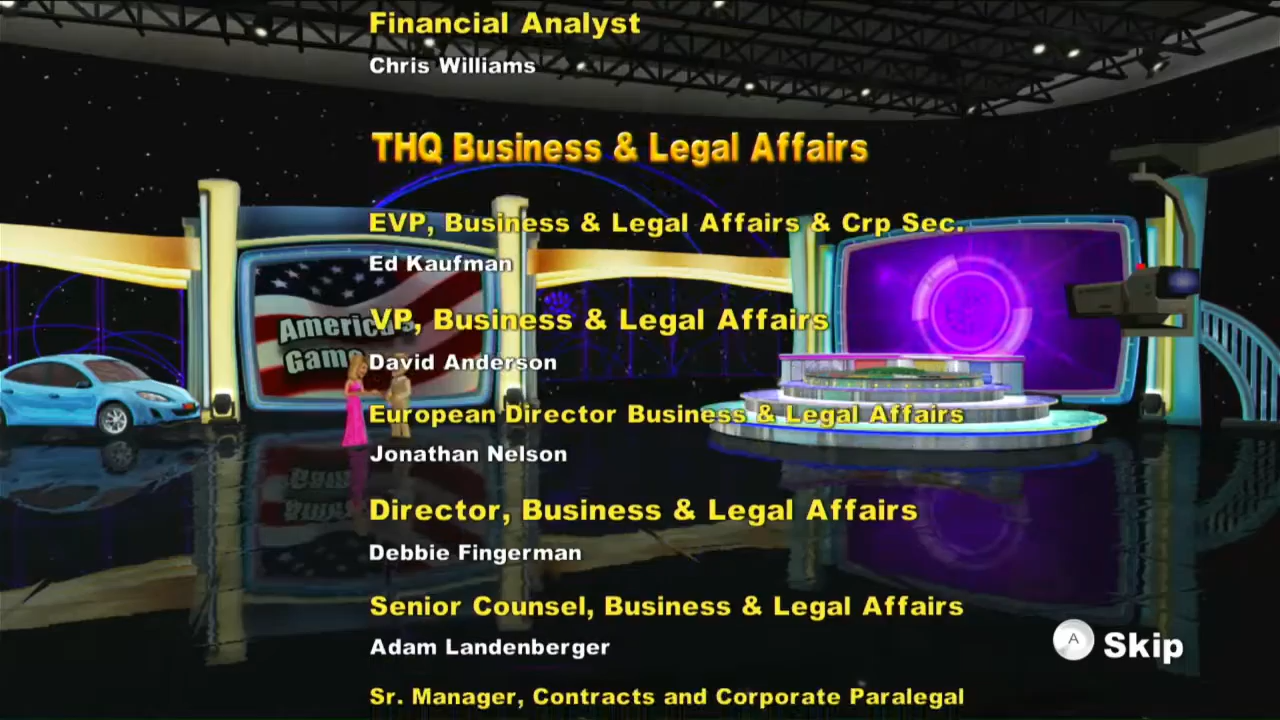 Financial Analyst
Chris Williams
THQ Business & Legal Affairs
EVP, Business & Legal Affairs & Crp Sec.
Ed Kaufman
VP, Business & Legal Affairs
America's
Game
David Anderson
European Director Business & Legal Affairs
Jonathan Nelson
Director, Business & Legal Affairs
Debbie Fingerman
Senior Counsel, Business & Legal Affairs
Adam Landenberger
A Skip
Sr. Manager, Contracts and Corporate Paralegal